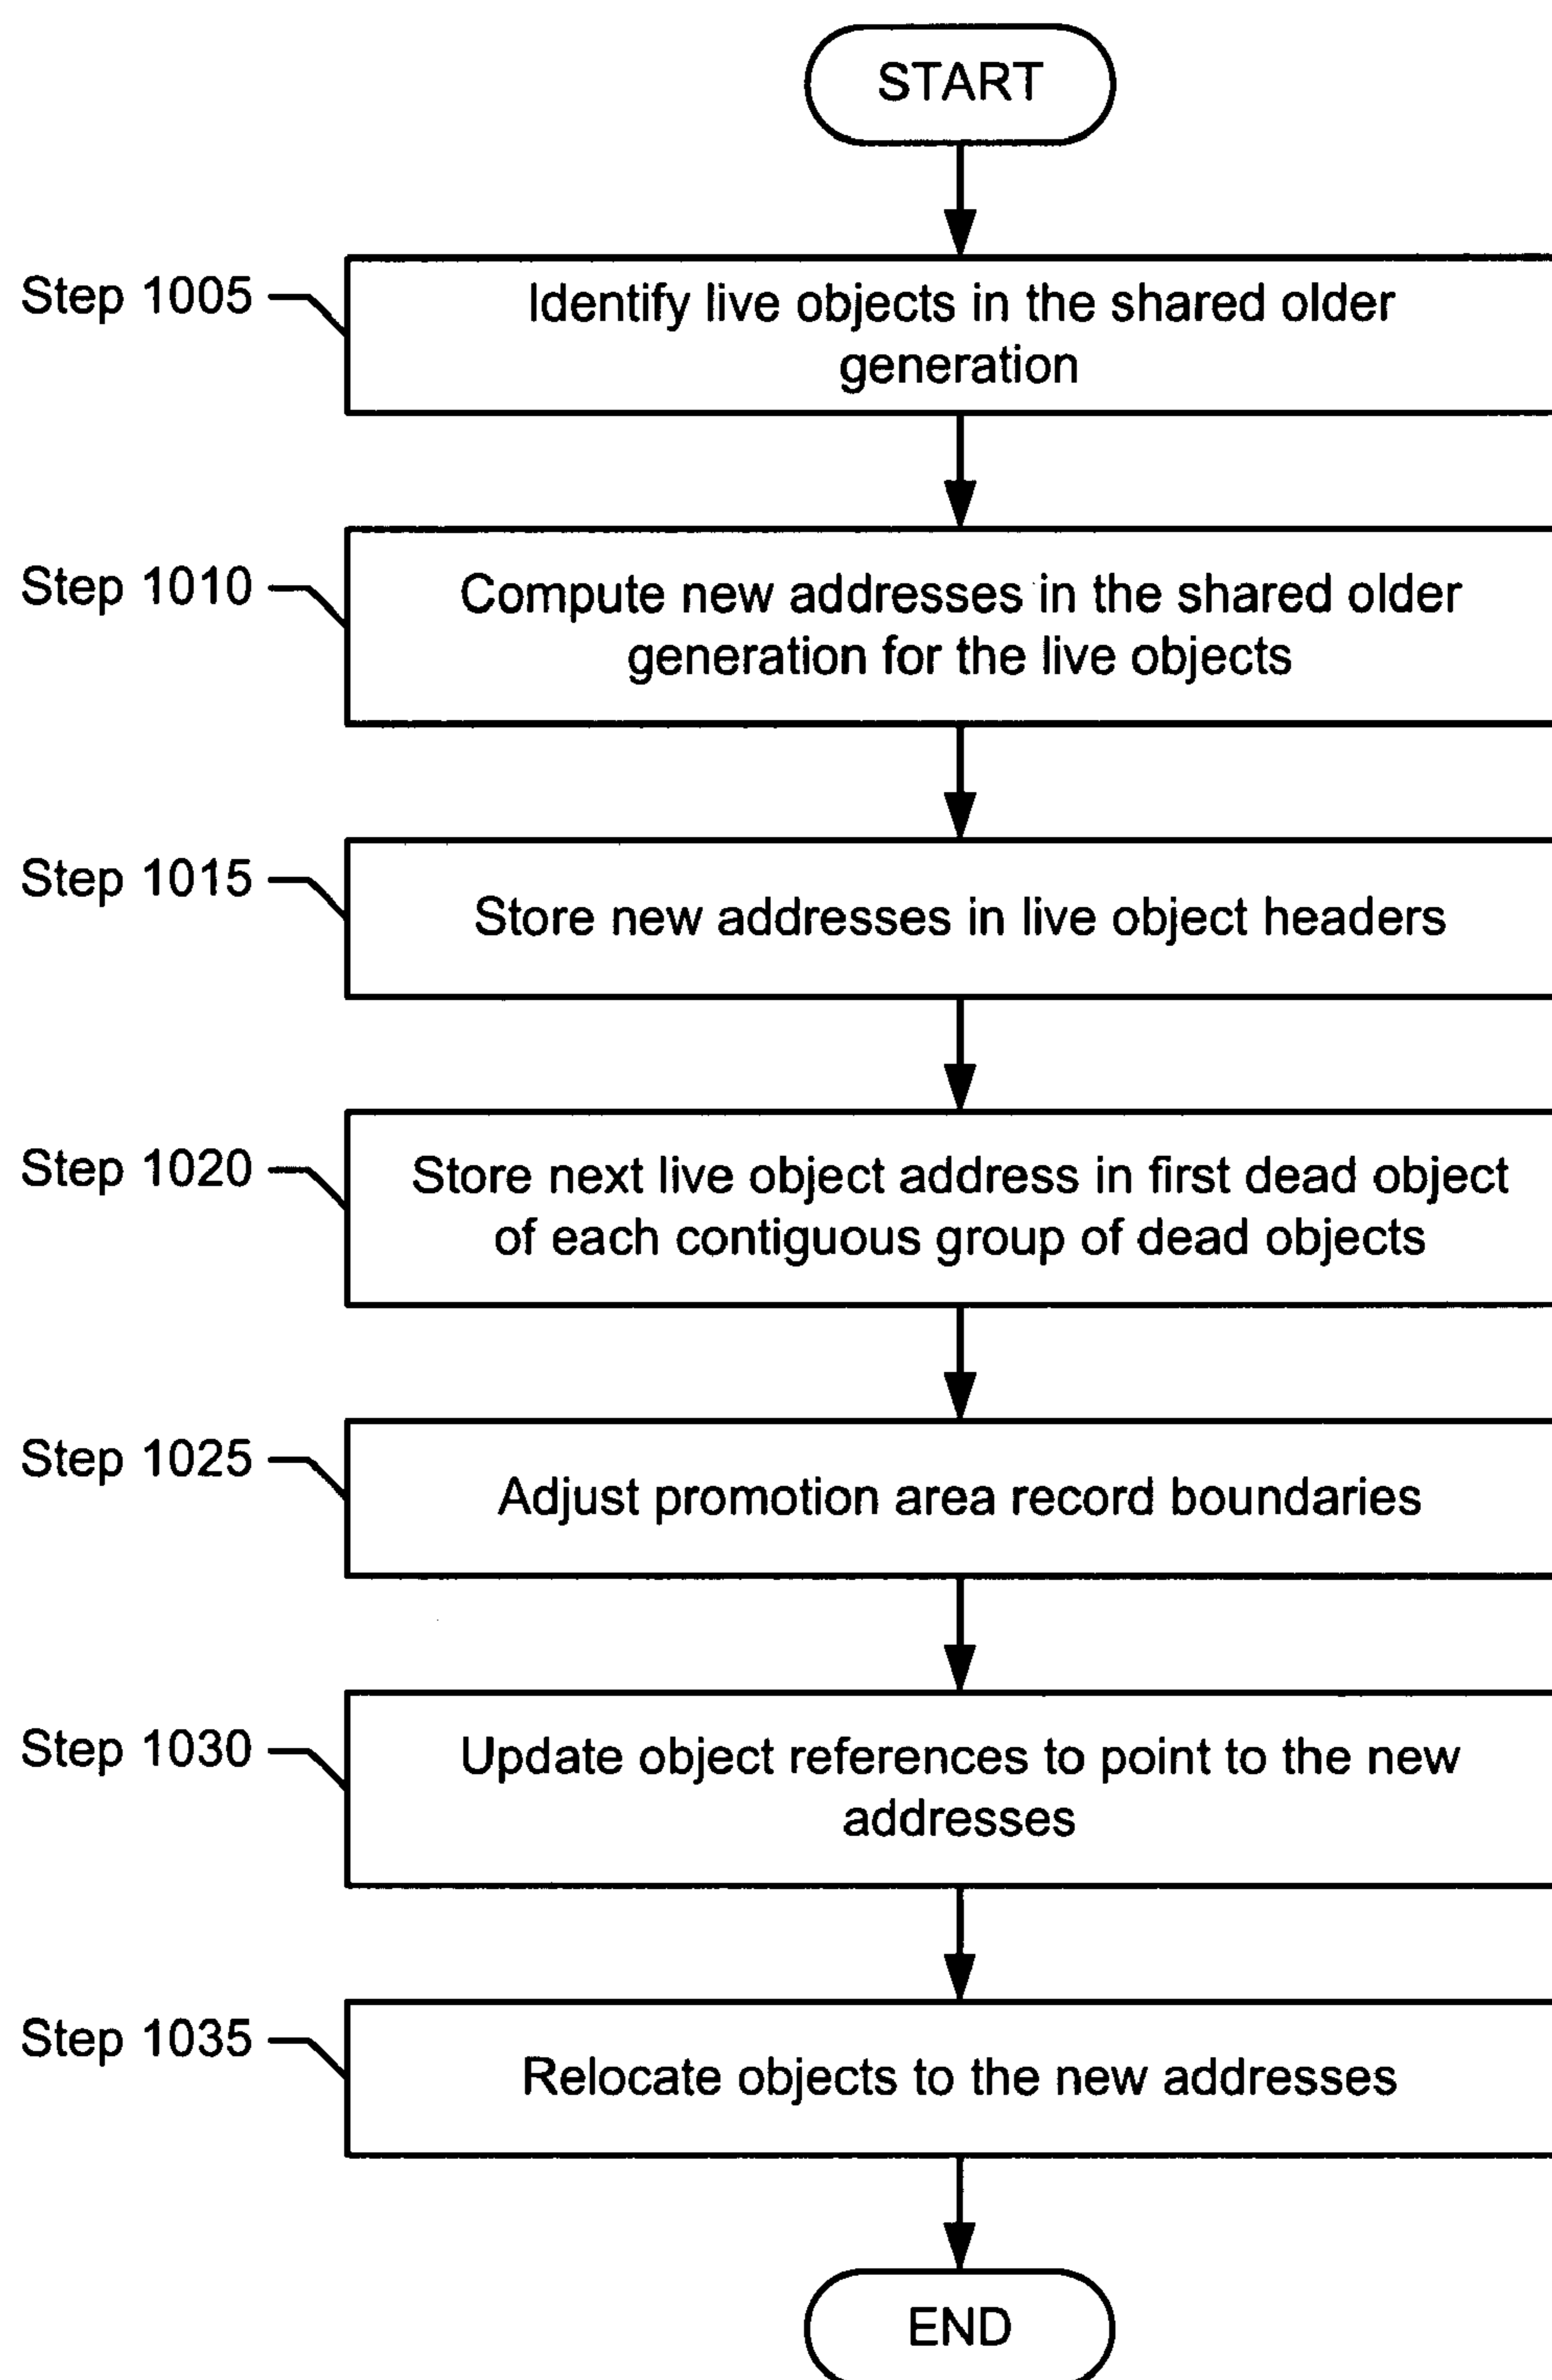 START
Step 1005
Identify live objects in the shared older
generation
Step 1010
Compute new addresses in the shared older
generation for the live objects
Step 1015
Store new addresses in live object headers
Step 1020
Store next live object address in first dead object
of each contiguous group of dead objects
Step 1025
Adjust promotion area record boundaries
Step 1030
Update object references to point to the new
addresses
Step 1035
Relocate objects to the new addresses
END